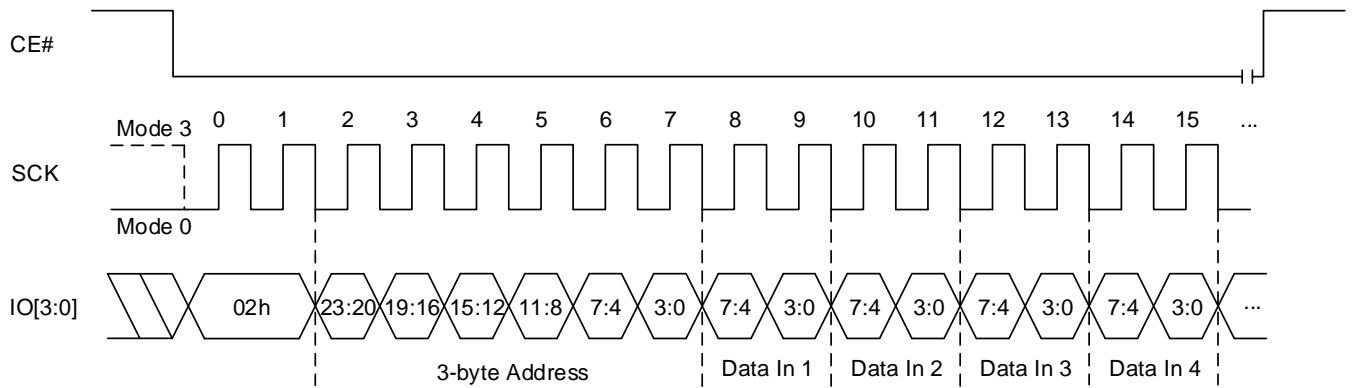 CE#
Mode 3 0 1 2 3 4 5 6 7 8 9 10 11 12 13 14 15 ...
SCK
Mode 0
IO[3:0] 02h 23:20 19:16 15:12 11:8 7:4 3:0 7:4 3:0 7:4 3:0 7:4 3:0 7:4 3:0 ...
3-byte Address Data In 1 Data In 2 Data In 3 Data In 4